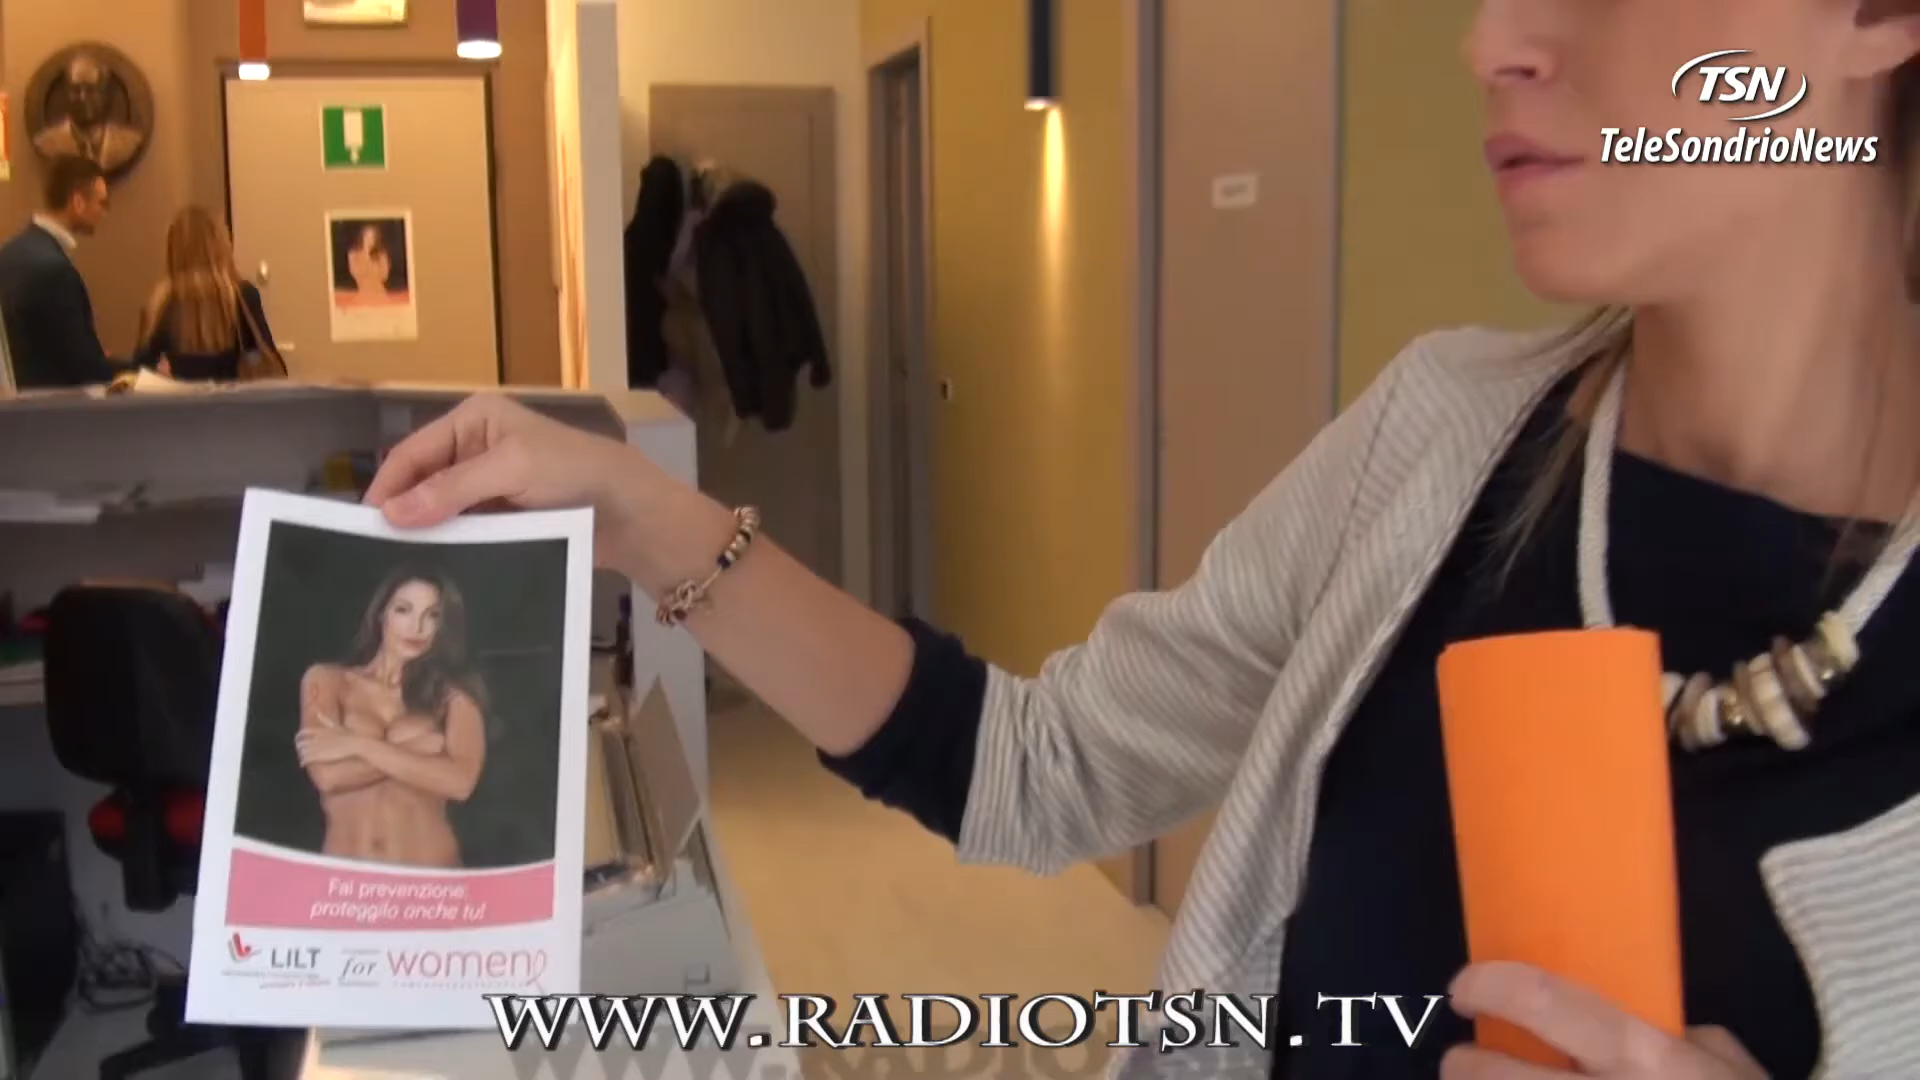 TSN
TeleSondrioNews
Fai prevenzione:
proteggilo anche tu!
LILT
for women
WWW.RADIOTSN.TV